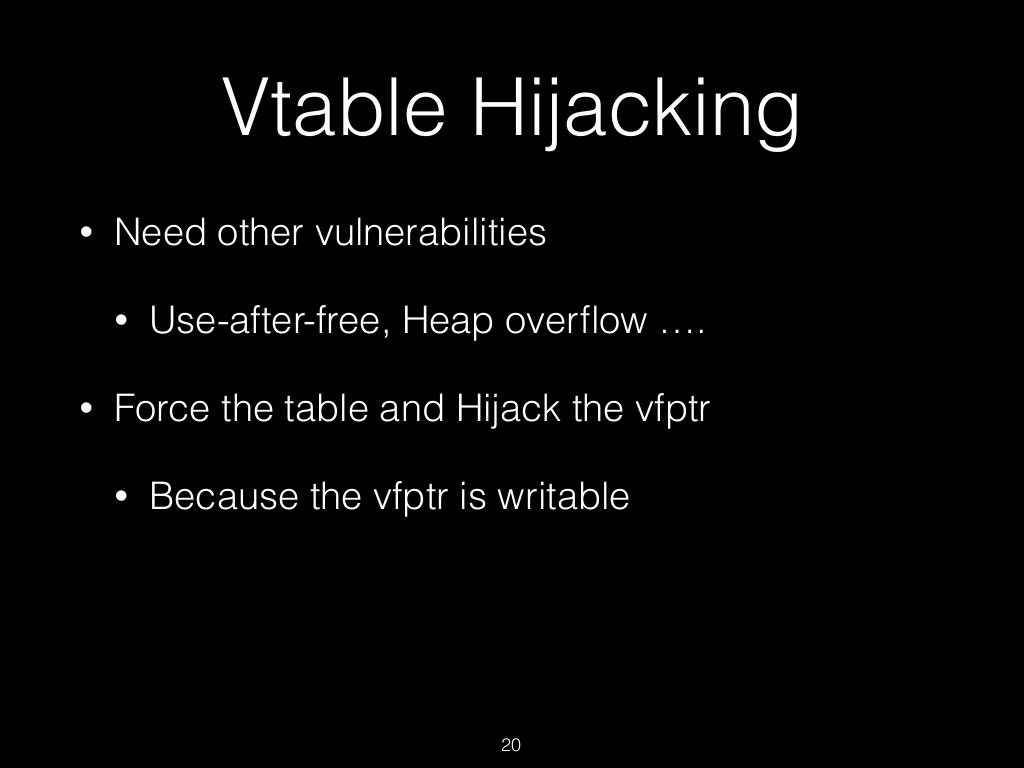 Vtable Hijacking
• Need other vulnerabilities
• Use-after-free, Heap overflow ….
• Force the table and Hijack the vfptr
• Because the vfptr is writable
20